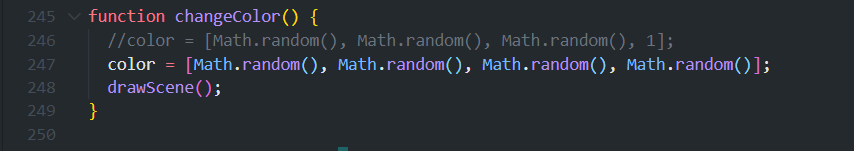 245 function changeColor() {
246 //color = [Math.random(), Math.random(), Math.random(), 1];
247 color = [Math.random(), Math.random(), Math.random(), Math.random()];
248 drawScene();
249 }
250